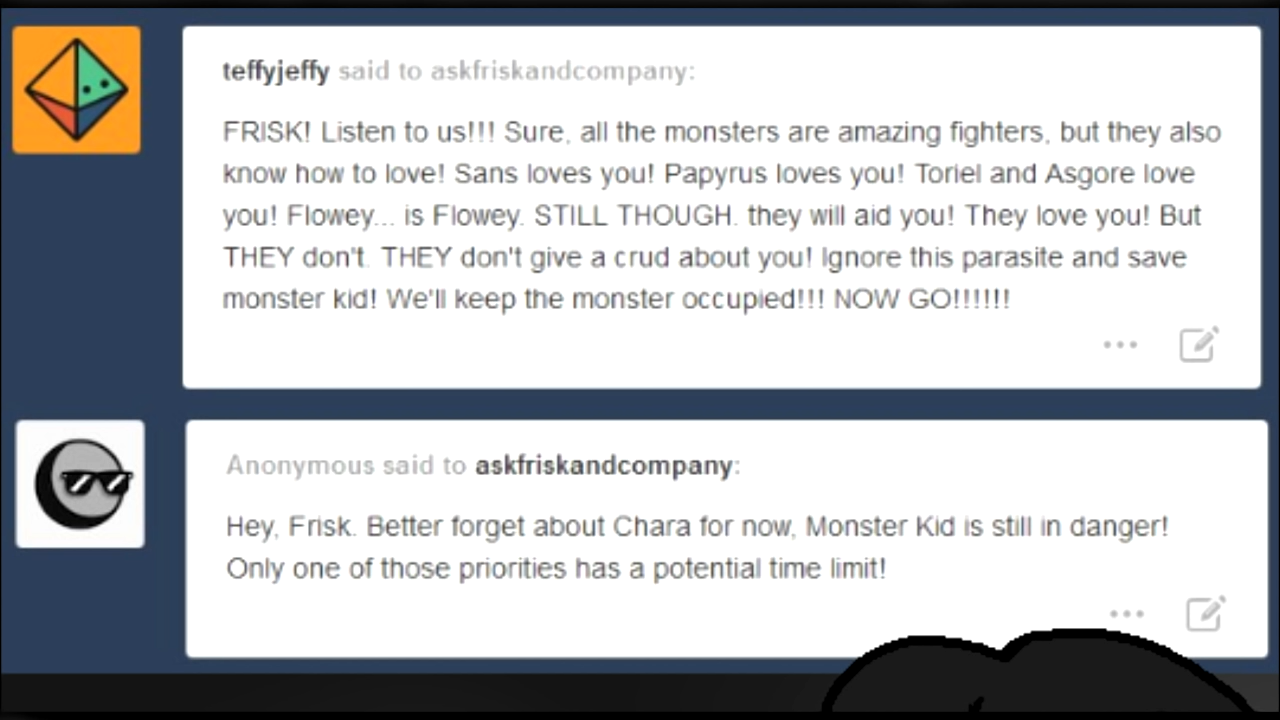 teffyjeffy said to askfriskandcompany:
FRISK! Listen to us!!! Sure, all the monsters are amazing fighters, but they also
know how to love! Sans loves you! Papyrus loves you! Toriel and Asgore love
you! Flowey... is Flowey. STILL THOUGH. they will aid you! They love you! But
THEY don't. THEY don't give a crud about you! Ignore this parasite and save
monster kid! We'll keep the monster occupied!!! NOW GO!!!!!!
Anonymous said to askfriskandcompany:
Hey, Frisk. Better forget about Chara for now, Monster Kid is still in danger!
Only one of those priorities has a potential time limit!